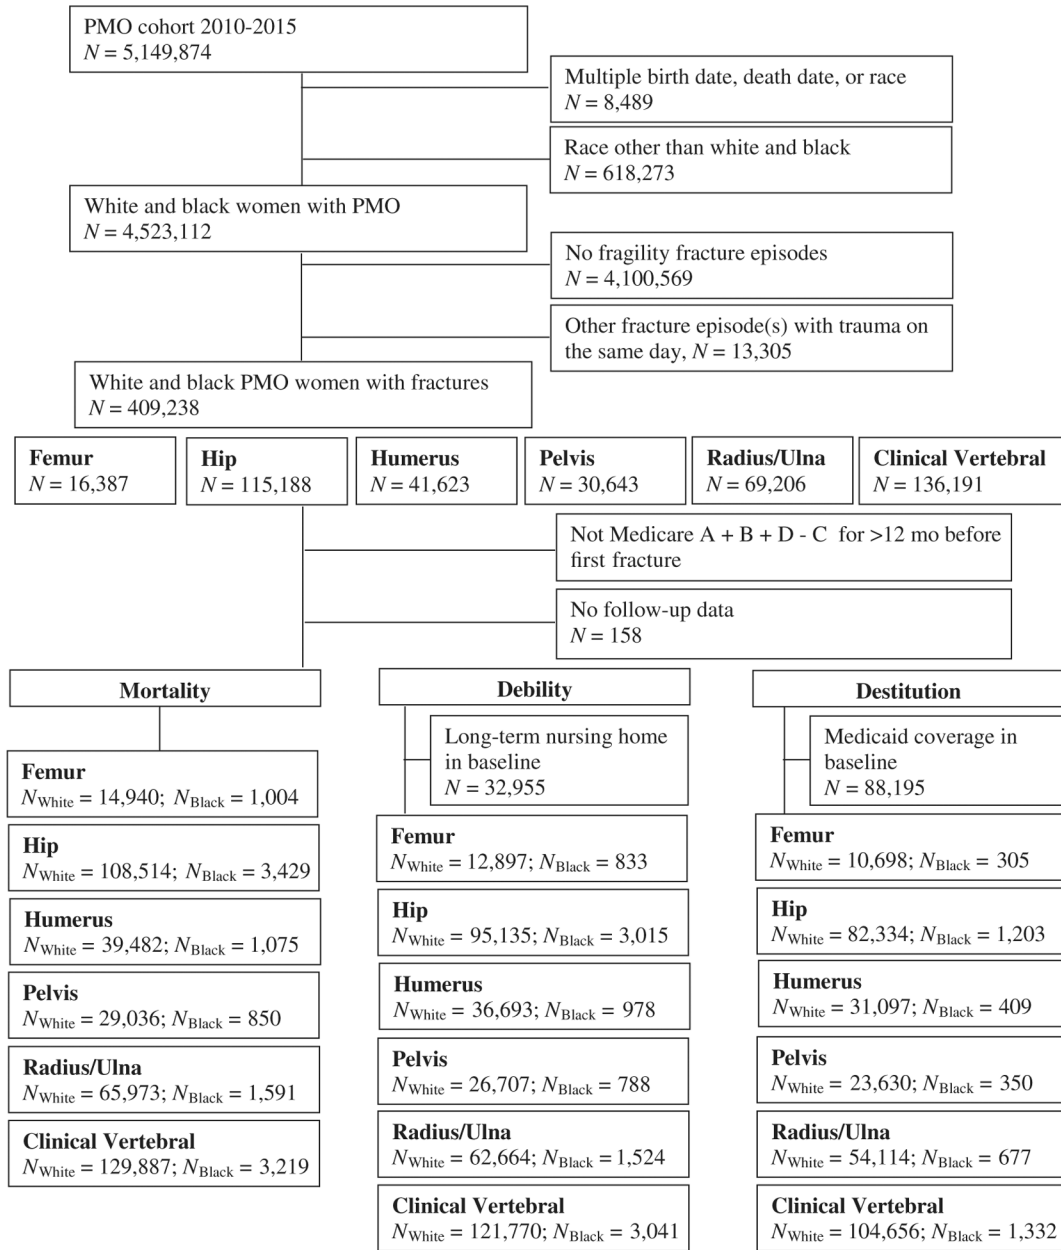 PMO cohort 2010-2015
N = 5,149,874
Multiple birth date, death date, or race
N = 8,489
Race other than white and black
N = 618,273
White and black women with PMO
N = 4,523,112
No fragility fracture episodes
N = 4,100,569
Other fracture episode(s) with trauma on
the same day, N = 13,305
White and black PMO women with fractures
N = 409,238
Femur
N = 16,387
Hip
N = 115,188
Humerus
N = 41,623
Pelvis
N = 30,643
Radius/Ulna
N = 69,206
Clinical Vertebral
N = 136,191
Not Medicare A + B + D - C for >12 mo before
first fracture
No follow-up data
N = 158
Mortality
Femur
NWhite = 14,940; NBlack = 1,004
Hip
NWhite = 108,514; NBlack = 3,429
Humerus
NWhite = 39,482; NBlack = 1,075
Pelvis
NWhite = 29,036; NBlack = 850
Radius/Ulna
NWhite = 65,973; NBlack = 1,591
Clinical Vertebral
NWhite = 129,887; NBlack = 3,219
Debility
Long-term nursing home
in baseline
N = 32,955
Femur
NWhite = 12,897; NBlack = 833
Hip
NWhite = 95,135; NBlack = 3,015
Humerus
NWhite = 36,693; NBlack = 978
Pelvis
NWhite = 26,707; NBlack = 788
Radius/Ulna
NWhite = 62,664; NBlack = 1,524
Clinical Vertebral
NWhite = 121,770; NBlack = 3,041
Destitution
Medicaid coverage in
baseline
N = 88,195
Femur
NWhite = 10,698; NBlack = 305
Hip
NWhite = 82,334; NBlack = 1,203
Humerus
NWhite = 31,097; NBlack = 409
Pelvis
NWhite = 23,630; NBlack = 350
Radius/Ulna
NWhite = 54,114; NBlack = 677
Clinical Vertebral
NWhite = 104,656; NBlack = 1,332